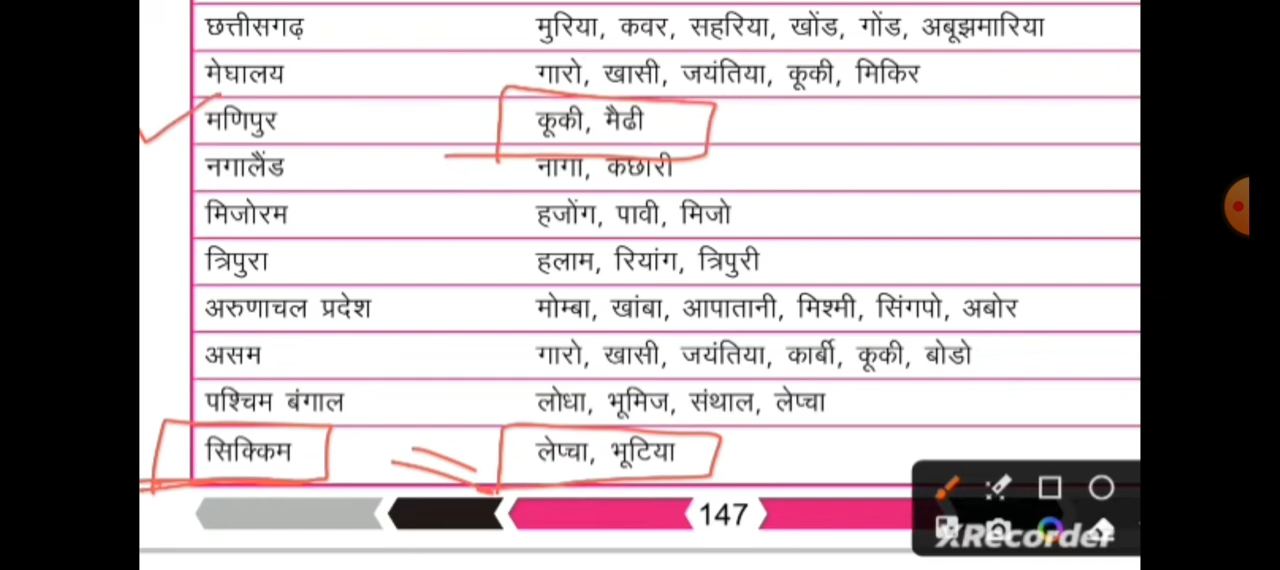 छत्तीसगढ़ मुरिया, कवर, सहरिया, खोंड, गोंड, अबूझमारिया
मेघालय गारो, खासी, जयंतिया, कूकी, मिकिर
मणिपुर कूकी, मैढी
नगालैंड नागा, कछारी
मिजोरम हजोंग, पावी, मिजो
त्रिपुरा हलाम, रियांग, त्रिपुरी
अरुणाचल प्रदेश मोम्बा, खांबा, आपातानी, मिश्मी, सिंगपो, अबोर
असम गारो, खासी, जयंतिया, कार्बी, कूकी, बोडो
पश्चिम बंगाल लोधा, भूमिज, संथाल, लेप्चा
सिक्किम लेप्चा, भूटिया
147
XRecorder